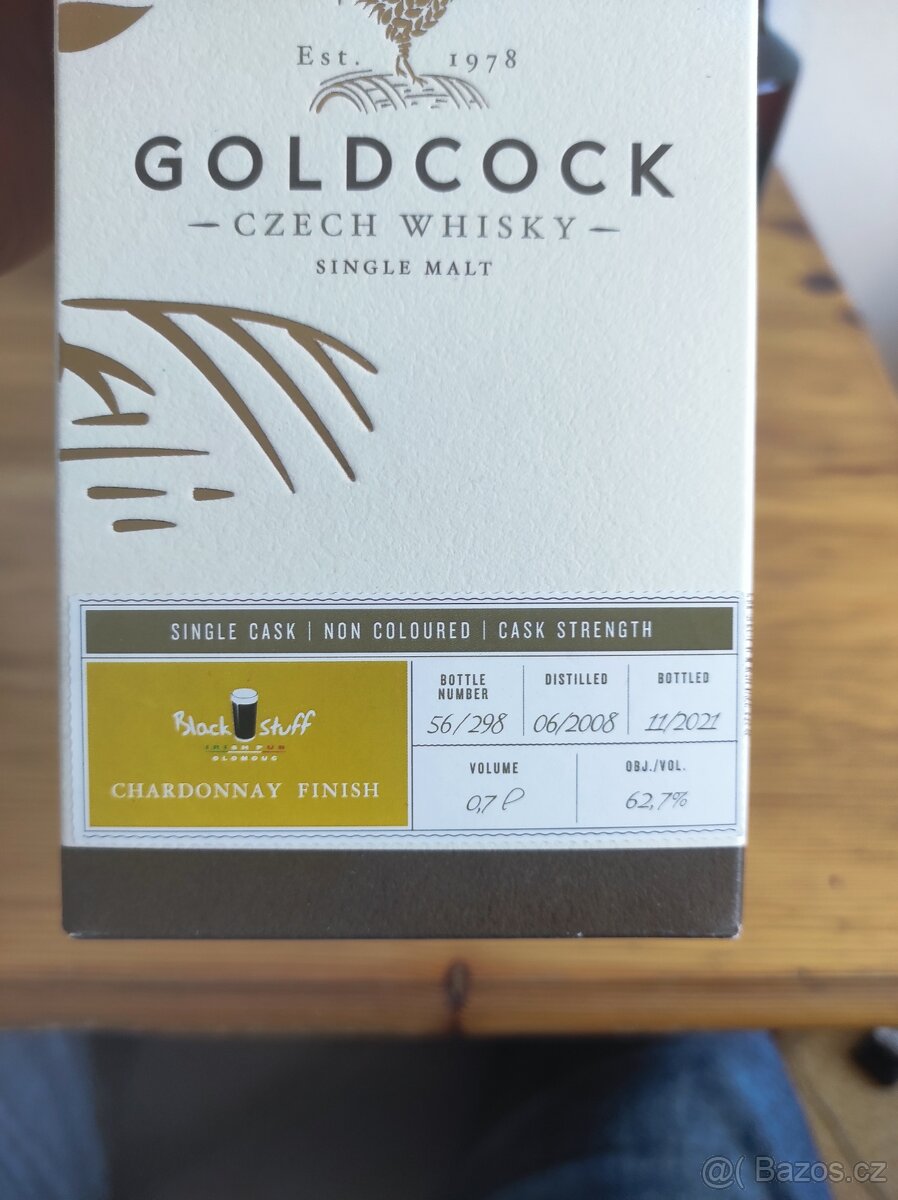 Est. 1978
GOLDCOCK
CZECH WHISKY
SINGLE MALT
SINGLE CASK | NON COLOURED | CASK STRENGTH
Black Stuff
IRISH PUB
OLOMOUC
CHARDONNAY FINISH
BOTTLE
NUMBER
56/298
DISTILLED
06/2008
BOTTLED
11/2021
VOLUME
0,7 l
OBJ./VOL.
62,7%
@( Bazos.cz